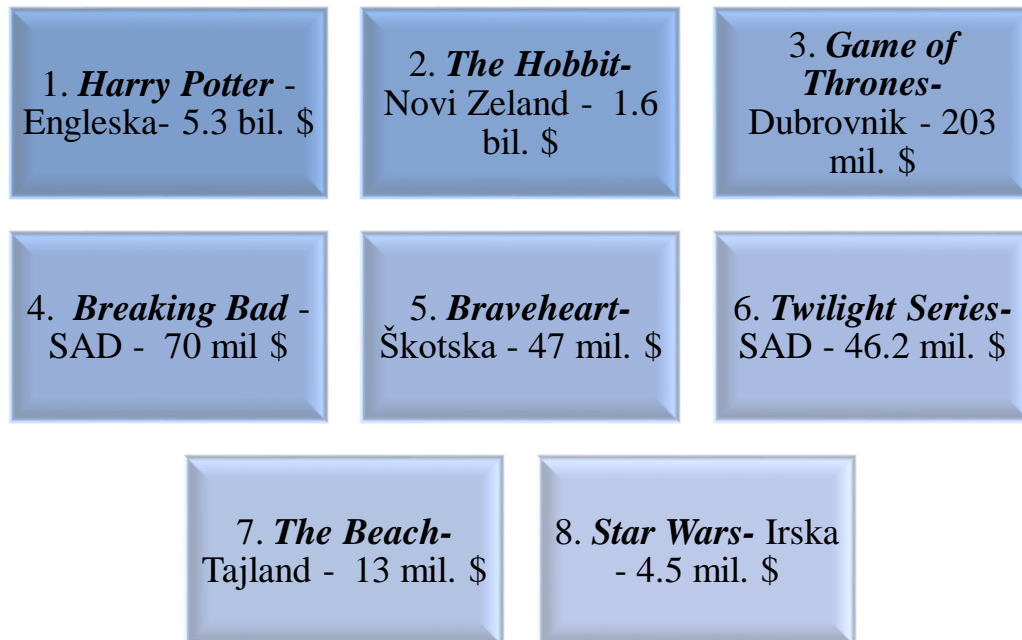 1. Harry Potter -
Engleska- 5.3 bil. $
2. The Hobbit-
Novi Zeland - 1.6
bil. $
3. Game of
Thrones-
Dubrovnik - 203
mil. $
4. Breaking Bad -
SAD - 70 mil $
5. Braveheart-
Škotska - 47 mil. $
6. Twilight Series-
SAD - 46.2 mil. $
7. The Beach-
Tajland - 13 mil. $
8. Star Wars- Irska
- 4.5 mil. $